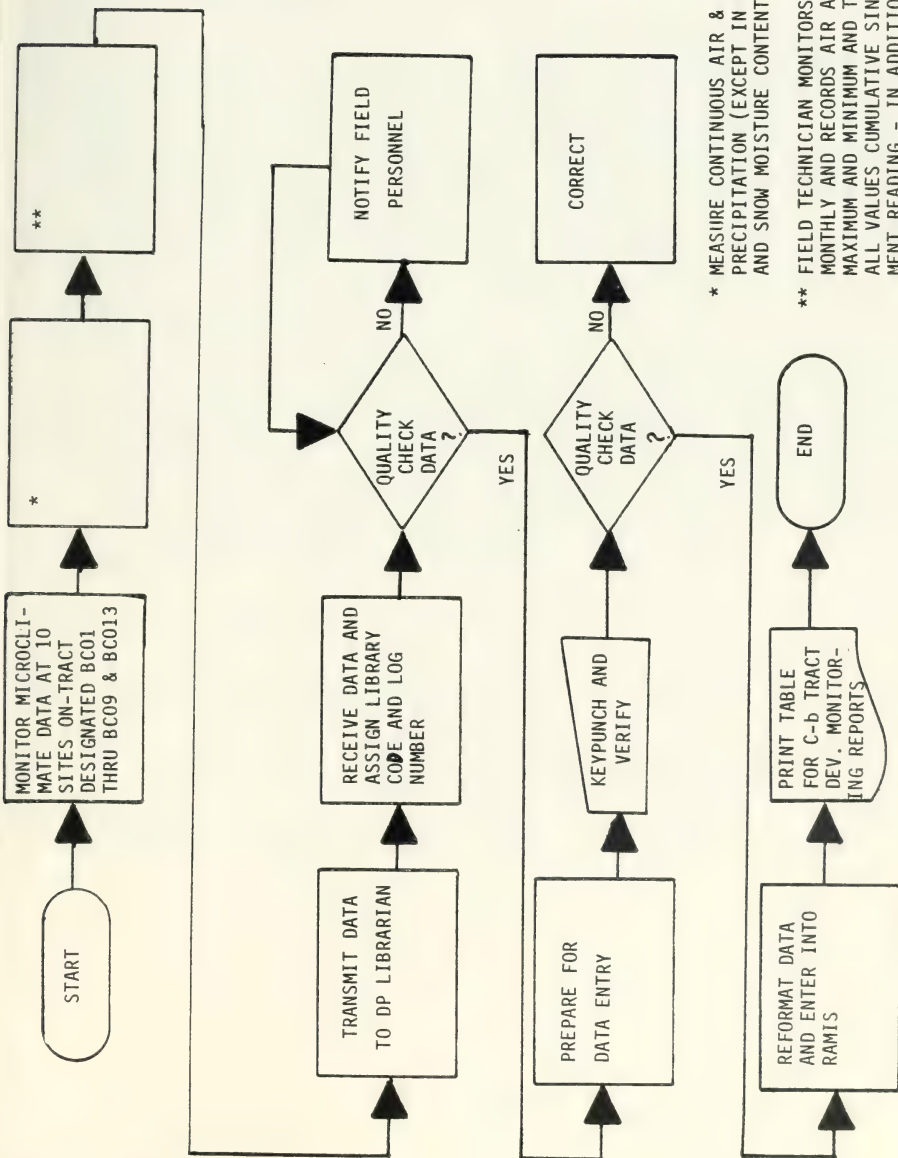 START
MONITOR MICROCLI-
MATE DATA AT 10
SITES ON-TRACT
DESIGNATED BC01
THRU BC09 & BC013
*
**
TRANSMIT DATA
TO DP LIBRARIAN
RECEIVE DATA AND
ASSIGN LIBRARY
CODE AND LOG
NUMBER
QUALITY
CHECK
DATA
?
NO
NOTIFY FIELD
PERSONNEL
YES
PREPARE FOR
DATA ENTRY
KEYPUNCH AND
VERIFY
QUALITY
CHECK
DATA
?
NO
CORRECT
YES
REFORMAT DATA
AND ENTER INTO
RAMIS
PRINT TABLE
FOR C-b TRACT
DEV. MONITOR-
ING REPORTS
END
* MEASURE CONTINUOUS AIR &
PRECIPITATION (EXCEPT IN
AND SNOW MOISTURE CONTENT
** FIELD TECHNICIAN MONITORS
MONTHLY AND RECORDS AIR
MAXIMUM AND MINIMUM AND
ALL VALUES CUMULATIVE
MENT READING - IN